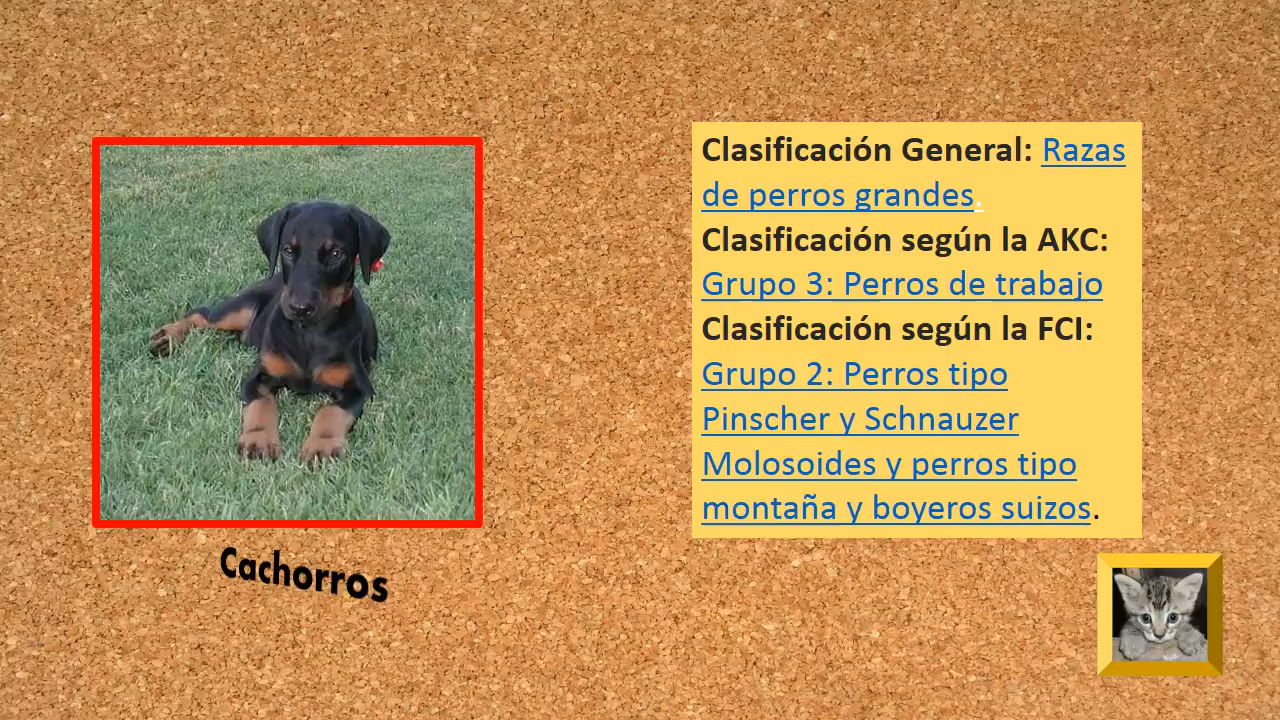 Clasificación General: Razas
de perros grandes.
Clasificación según la AKC:
Grupo 3: Perros de trabajo
Clasificación según la FCI:
Grupo 2: Perros tipo
Pinscher y Schnauzer
Molosoides y perros tipo
montaña y boyeros suizos.
Cachorros